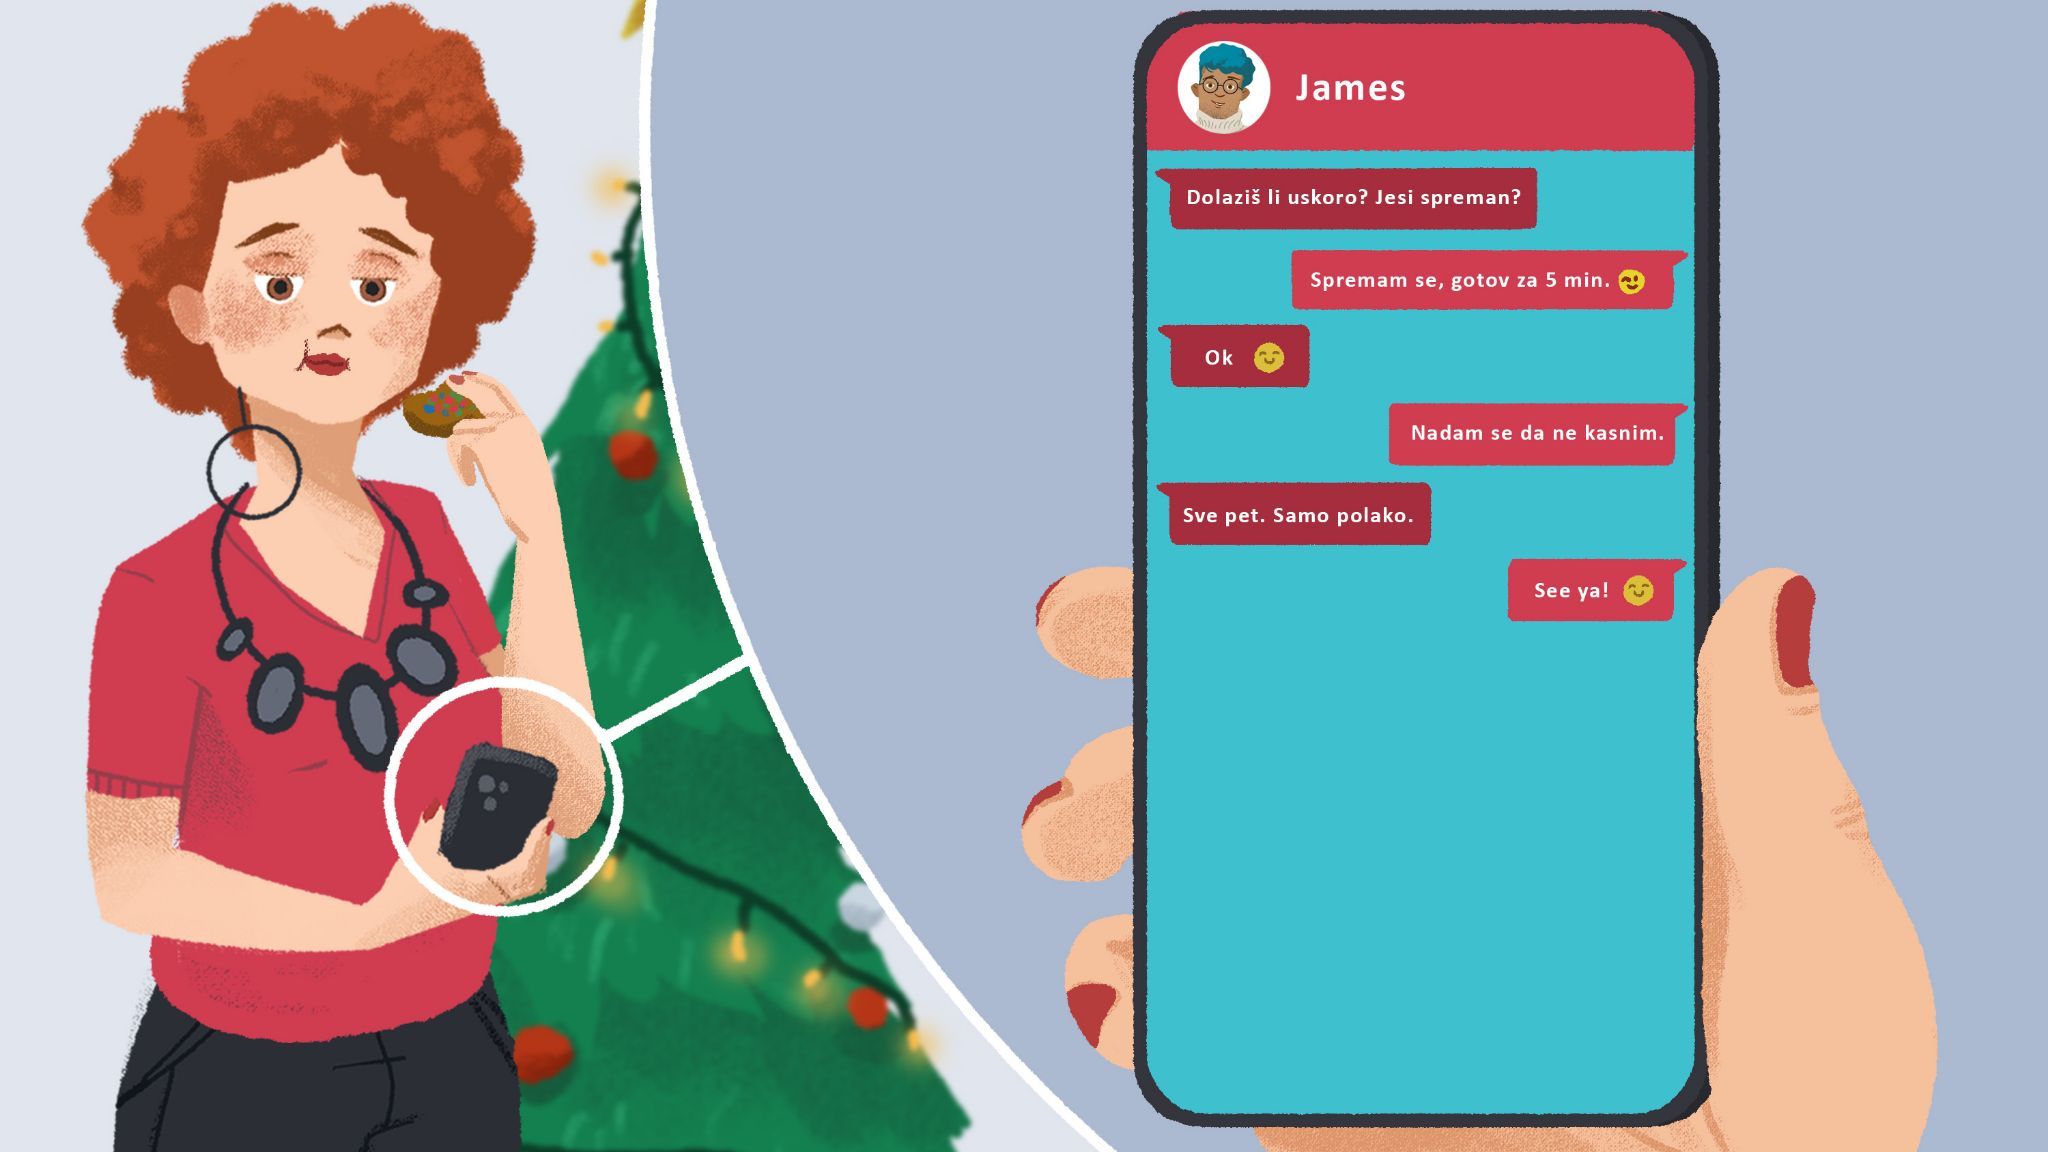 James
Dolaziš li uskoro? Jesi spreman?
Spremam se, gotov za 5 min. 😉
Ok 😊
Nadam se da ne kasnim.
Sve pet. Samo polako.
See ya! 😊